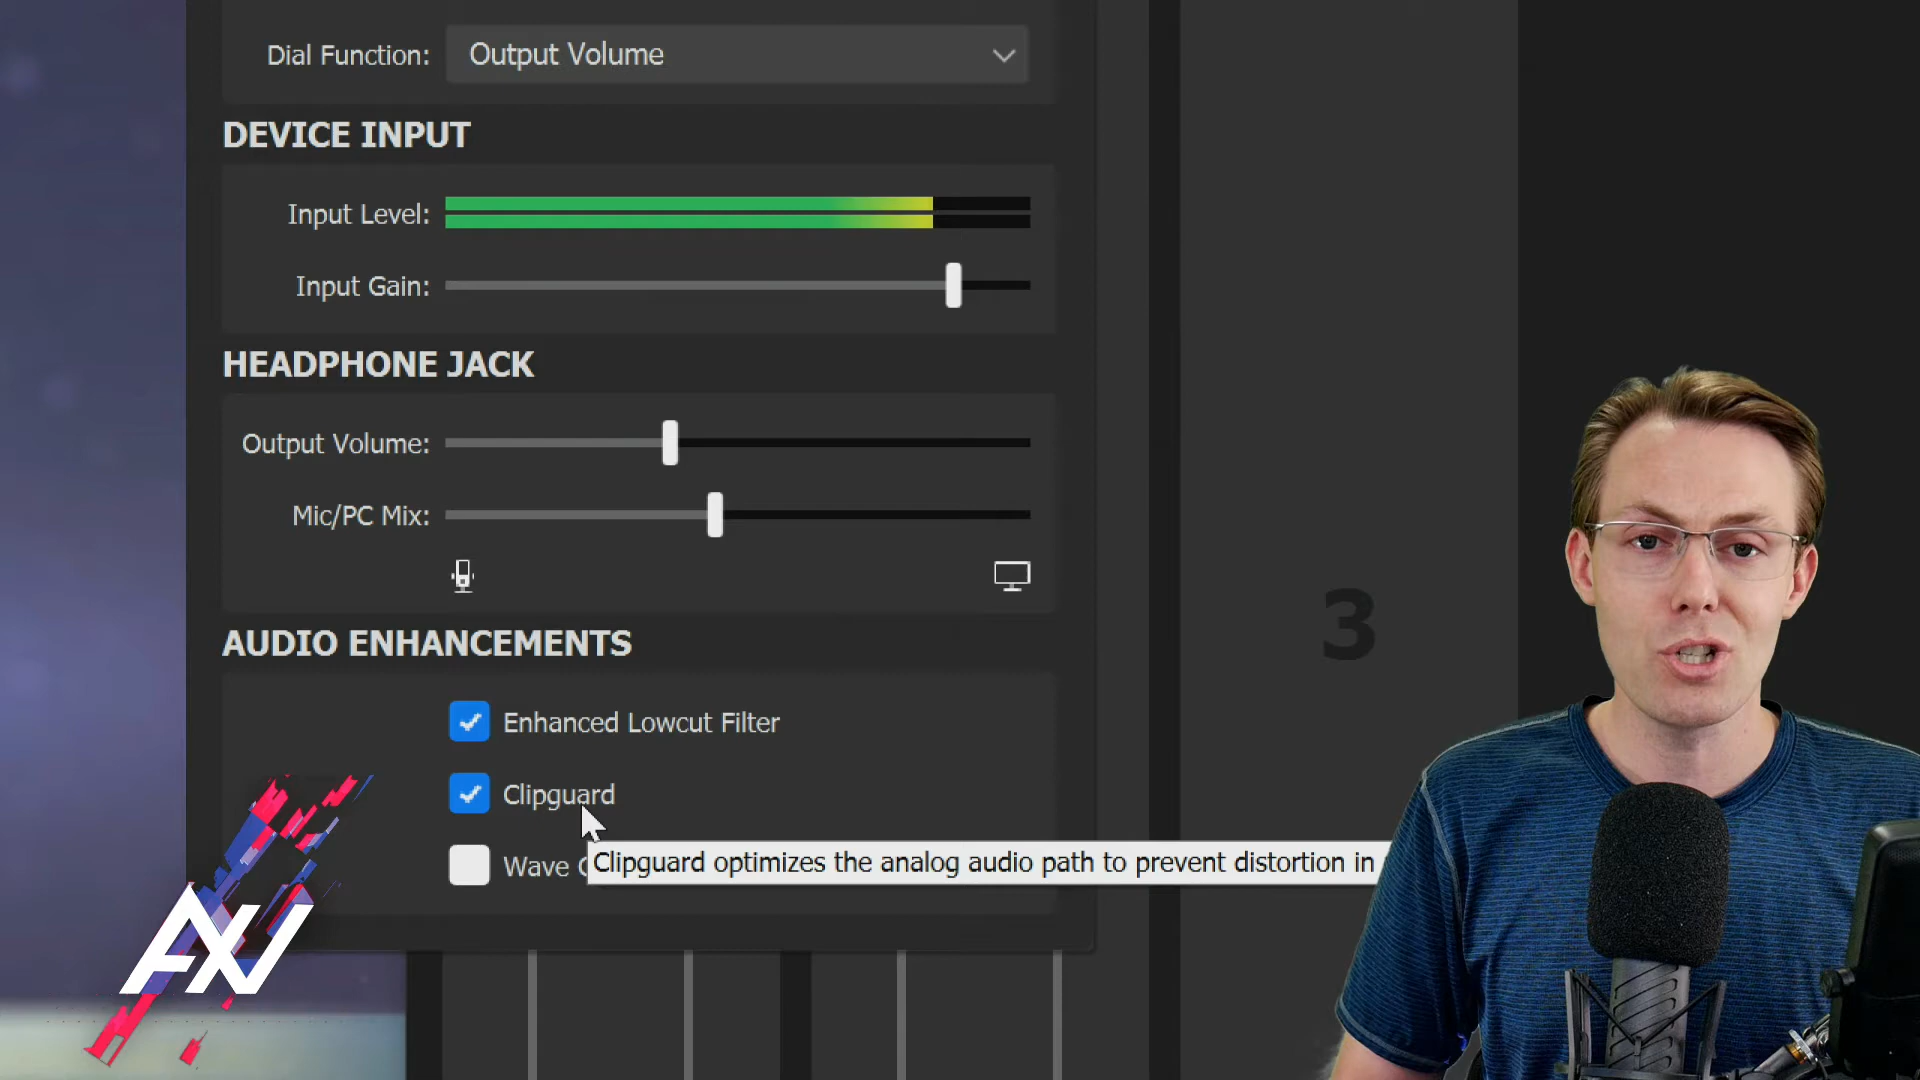 Dial Function: Output Volume
DEVICE INPUT
Input Level:
Input Gain:
HEADPHONE JACK
Output Volume:
Mic/PC Mix:
AUDIO ENHANCEMENTS
Enhanced Lowcut Filter
Clipguard
Wave
Clipguard optimizes the analog audio path to prevent distortion in
3